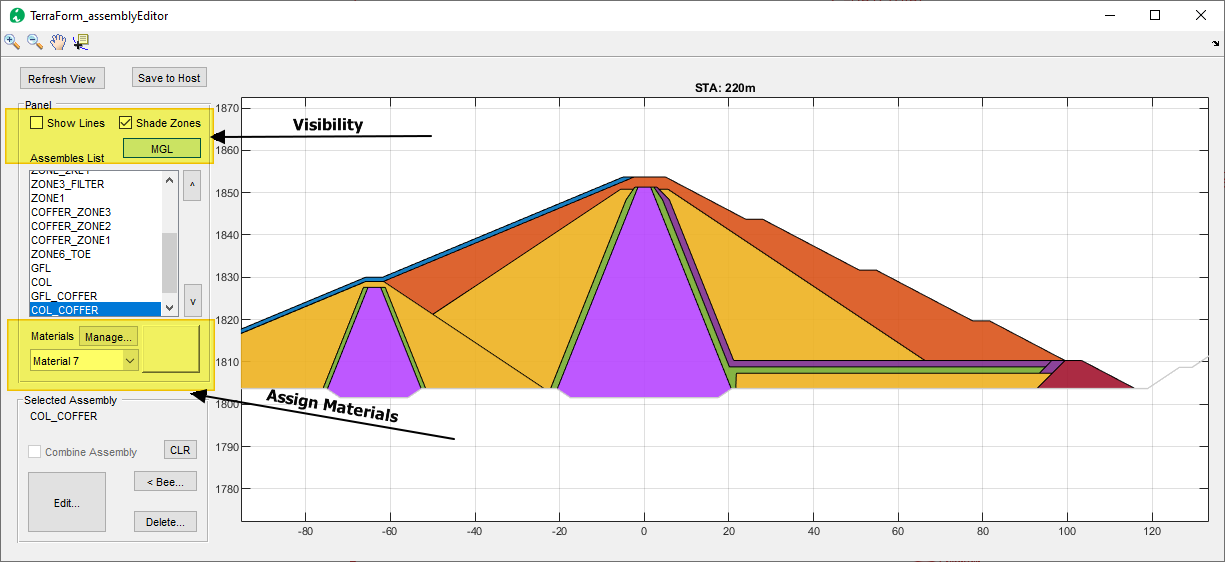 TerraForm_assemblyEditor
Refresh View
Save to Host
STA: 220m
Panel
Show Lines
Shade Zones
Visibility
MGL
Assembles List
ZONE3_FILTER
ZONE1
COFFER_ZONE3
COFFER_ZONE2
COFFER_ZONE1
ZONE6_TOE
GFL
COL
GFL_COFFER
COL_COFFER
^
v
Materials
Manage...
Material 7
Assign Materials
Selected Assembly
COL_COFFER
Combine Assembly
CLR
Edit...
< Bee...
Delete...
1870
1860
1850
1840
1830
1820
1810
1800
1790
1780
-80
-60
-40
-20
0
20
40
60
80
100
120